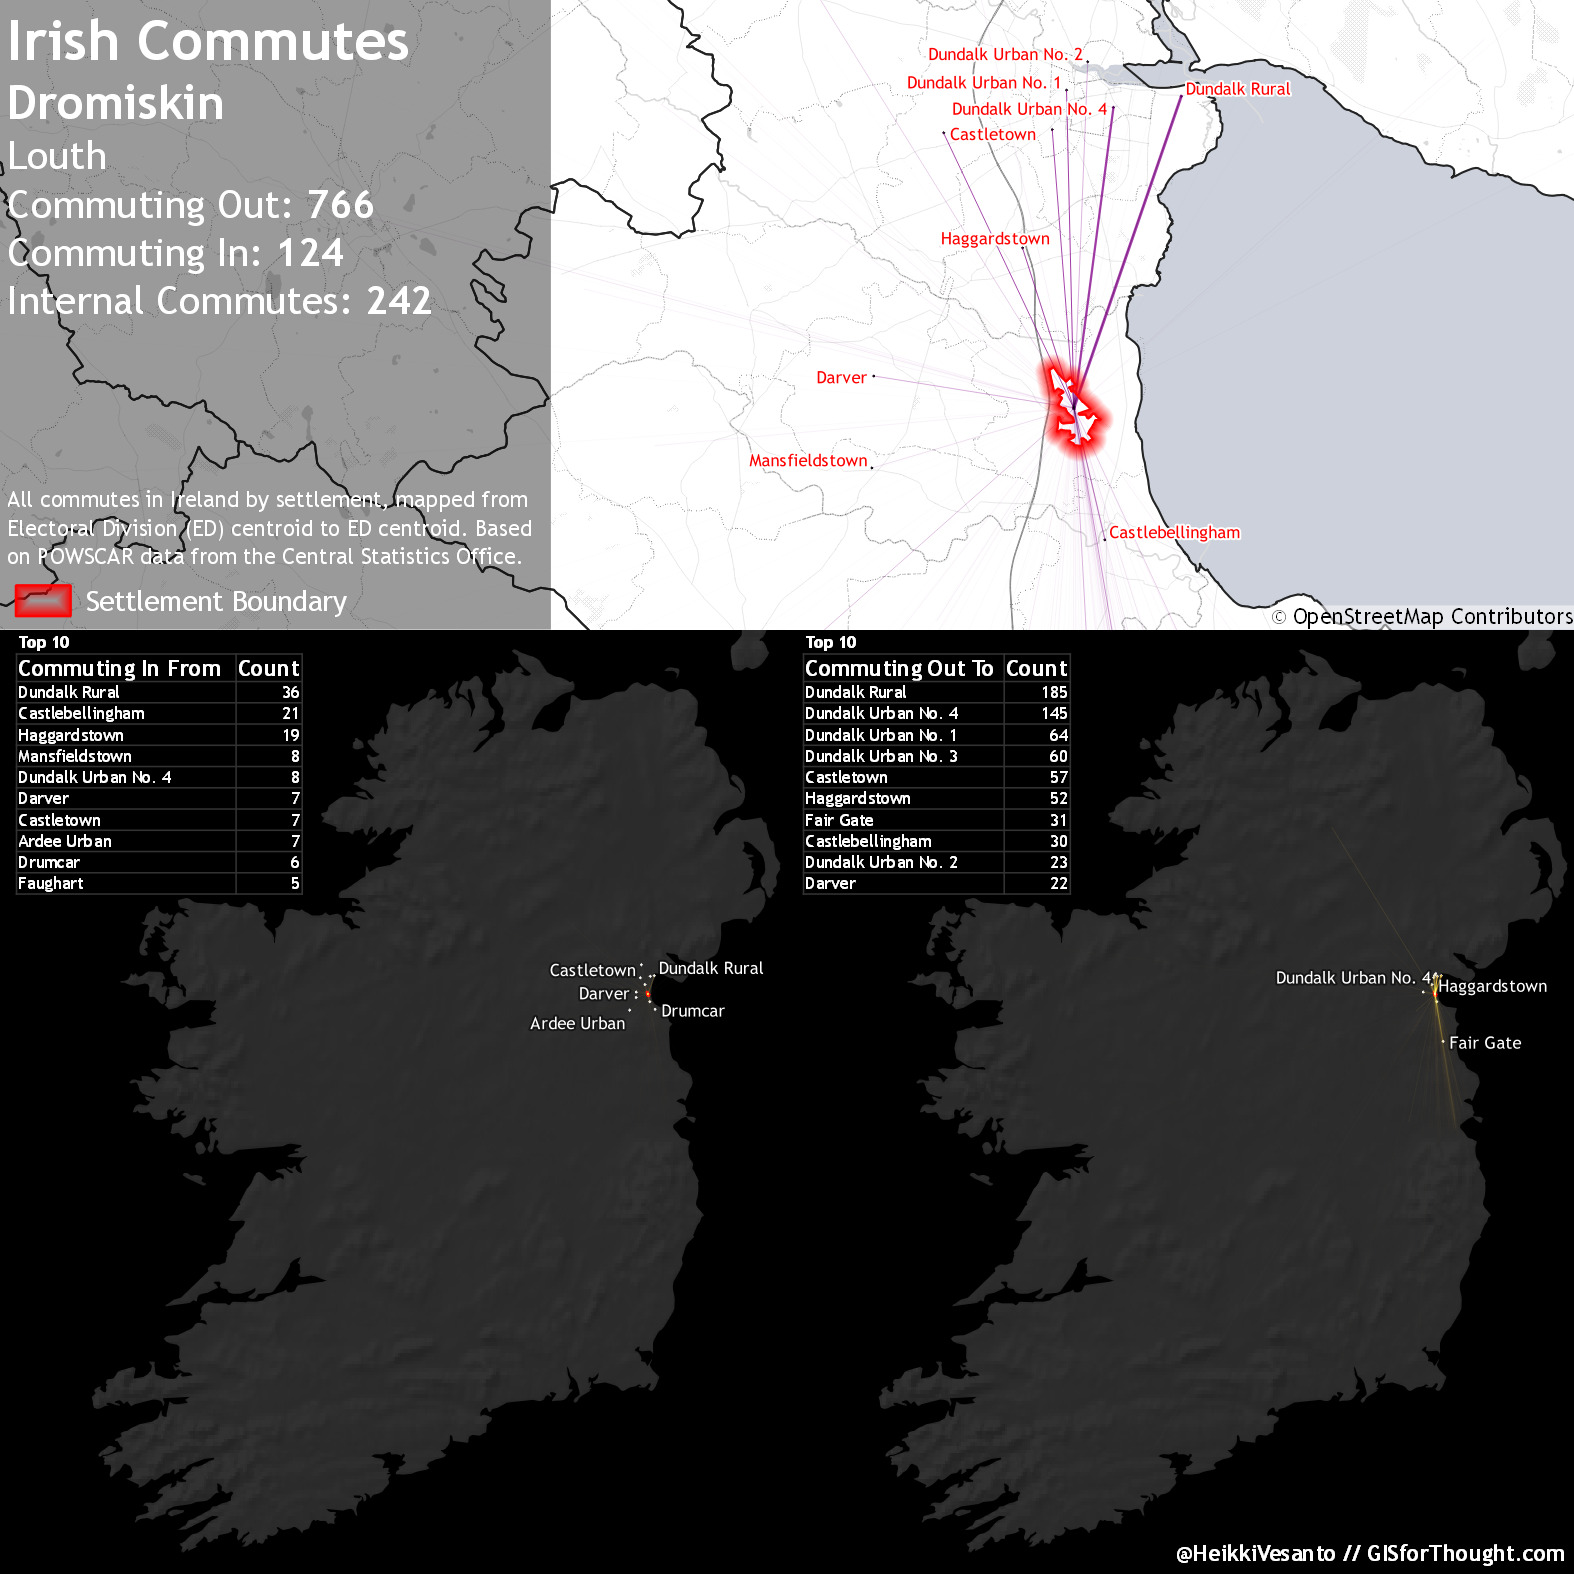 Irish Commutes
Dromiskin
Louth
Commuting Out: 766
Commuting In: 124
Internal Commutes: 242
All commutes in Ireland by settlement, mapped from
Electoral Division (ED) centroid to ED centroid. Based
on POWSCAR data from the Central Statistics Office.
Settlement Boundary
Dundalk Urban No. 2
Dundalk Urban No. 1
Dundalk Rural
Dundalk Urban No. 4
Castletown
Haggardstown
Darver
Mansfieldstown
Castlebellingham
© OpenStreetMap Contributors
Top 10
Commuting In From Count
Dundalk Rural 36
Castlebellingham 21
Haggardstown 19
Mansfieldstown 8
Dundalk Urban No. 4 8
Darver 7
Castletown 7
Ardee Urban 7
Drumcar 6
Faughart 5
Castletown
Dundalk Rural
Darver
Drumcar
Ardee Urban
Top 10
Commuting Out To Count
Dundalk Rural 185
Dundalk Urban No. 4 145
Dundalk Urban No. 1 64
Dundalk Urban No. 3 60
Castletown 57
Haggardstown 52
Fair Gate 31
Castlebellingham 30
Dundalk Urban No. 2 23
Darver 22
Dundalk Urban No. 4
Haggardstown
Fair Gate
@HeikkiVesanto // GISforThought.com